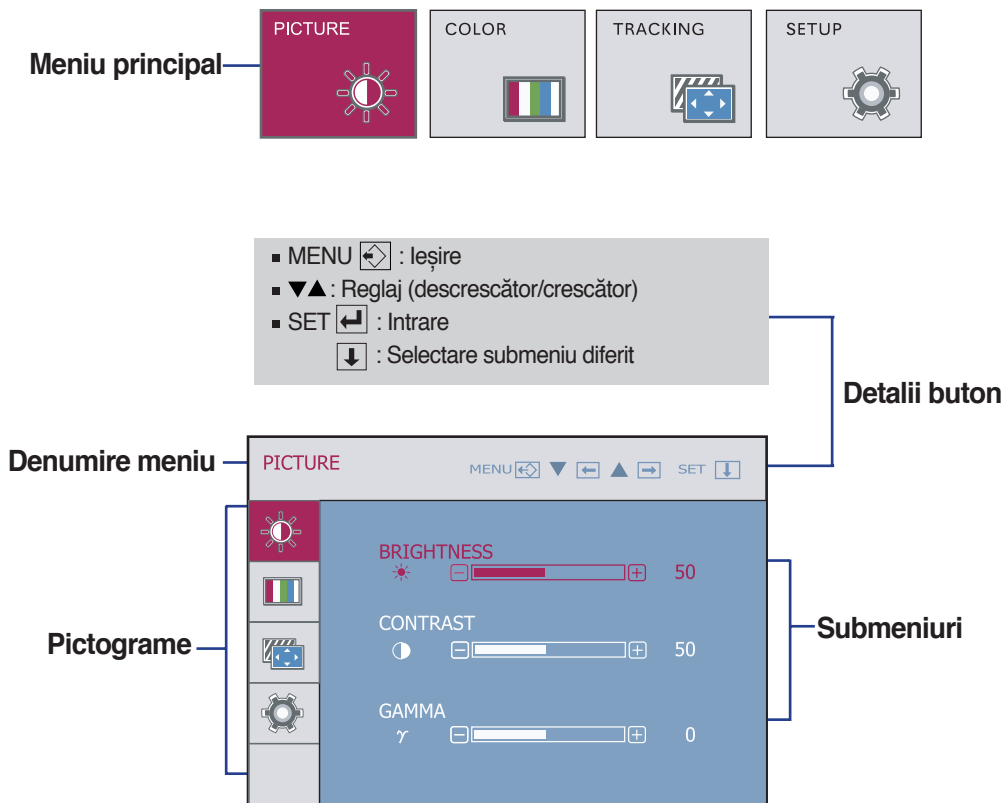 PICTURE COLOR TRACKING SETUP
Meniu principal
MENU : Ieșire
▼▲ : Reglaj (descrescător/crescător)
SET : Intrare
: Selectare submeniu diferit
Detalii buton
Denumire meniu
PICTURE MENU ▼ ▲ SET
BRIGHTNESS
50
CONTRAST
50
Submeniuri
Pictograme
GAMMA
γ 0